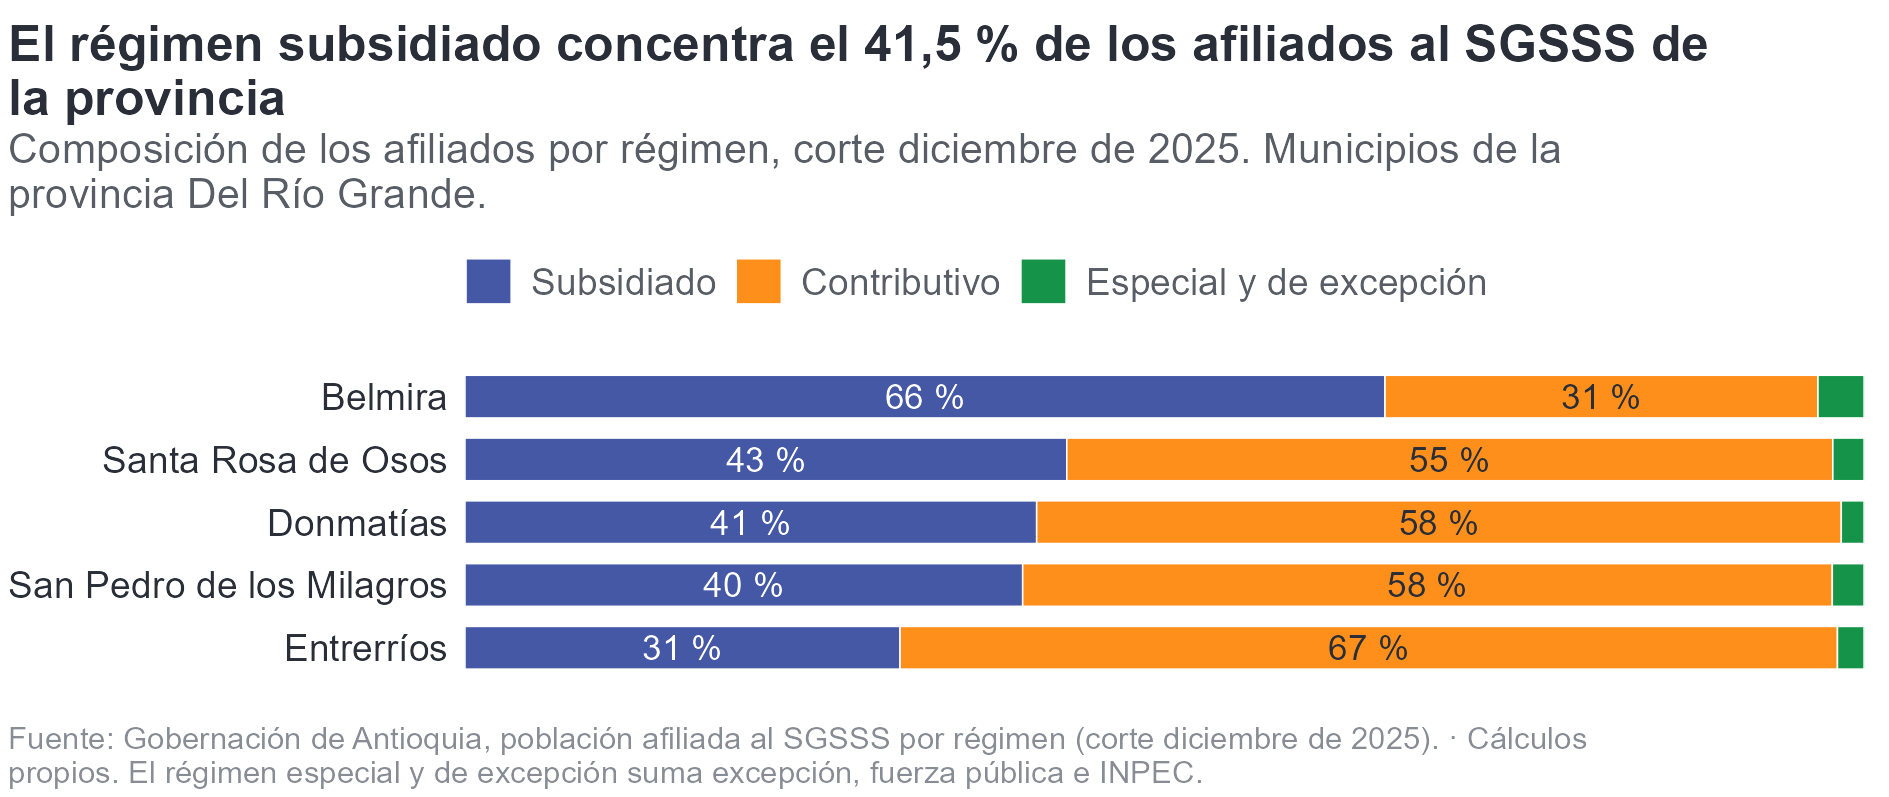 El régimen subsidiado concentra el 41,5 % de los afiliados al SGSSS de
la provincia
Composición de los afiliados por régimen, corte diciembre de 2025. Municipios de la
provincia Del Río Grande.
Subsidiado Contributivo Especial y de excepción
Belmira 66 % 31 %
Santa Rosa de Osos 43 % 55 %
Donmatías 41 % 58 %
San Pedro de los Milagros 40 % 58 %
Entrerríos 31 % 67 %
Fuente: Gobernación de Antioquia, población afiliada al SGSSS por régimen (corte diciembre de 2025). · Cálculos
propios. El régimen especial y de excepción suma excepción, fuerza pública e INPEC.